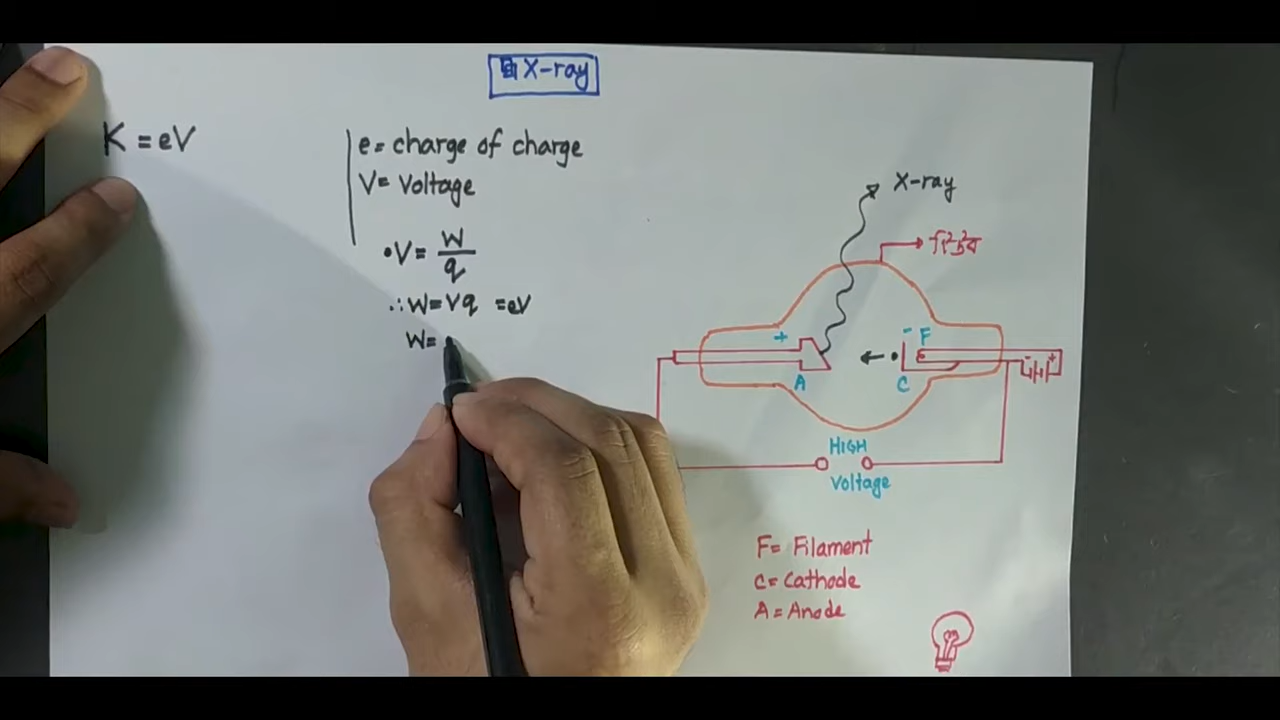 X-ray
K = eV
e = charge of charge
V = Voltage
• V = W/q
∴ W = Vq = eV
W =
X-ray
+
A
-
F
C
- +
HIGH
Voltage
F = Filament
C = Cathode
A = Anode